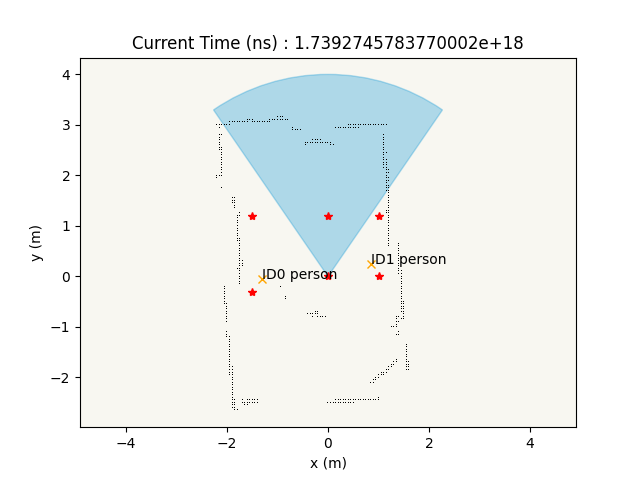 Current Time (ns) : 1.7392745783770002e+18
4
3
2
1
0
−1
−2
y (m)
ID1 person
ID0 person
−4
−2
0
2
4
x (m)